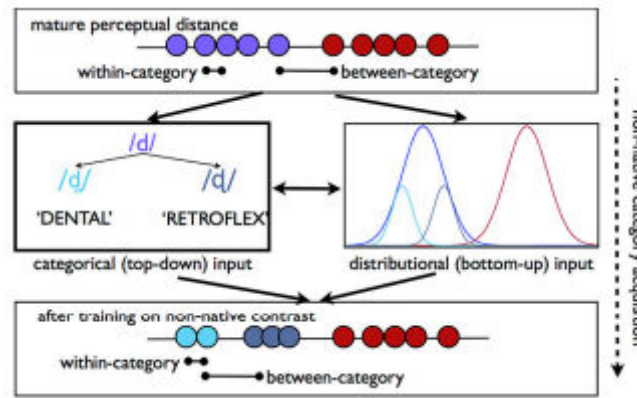 mature perceptual distance
within-category
between-category
/d/
/d̪/
/ɖ/
'DENTAL'
'RETROFLEX'
categorical (top-down) input
distributional (bottom-up) input
after training on non-native contrast
within-category
between-category
non-native category acquisition